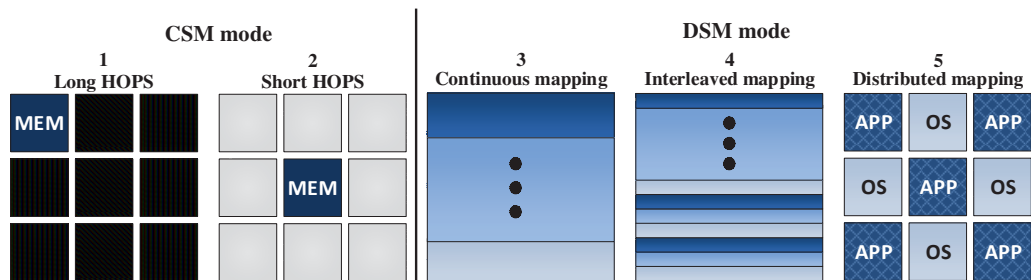 CSM mode
DSM mode
1
Long HOPS
2
Short HOPS
3
Continuous mapping
4
Interleaved mapping
5
Distributed mapping
MEM
MEM
APP OS APP
OS APP OS
APP OS APP